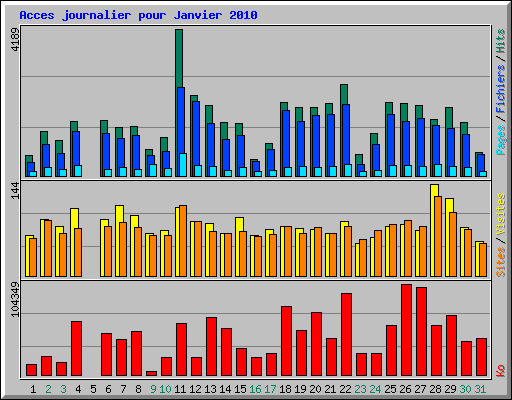 Acces journalier pour Janvier 2010
4189
Pages / Fichiers / Hits
144
Sites / Visites
104349
Ko
1 2 3 4 5 6 7 8 9 10 11 12 13 14 15 16 17 18 19 20 21 22 23 24 25 26 27 28 29 30 31